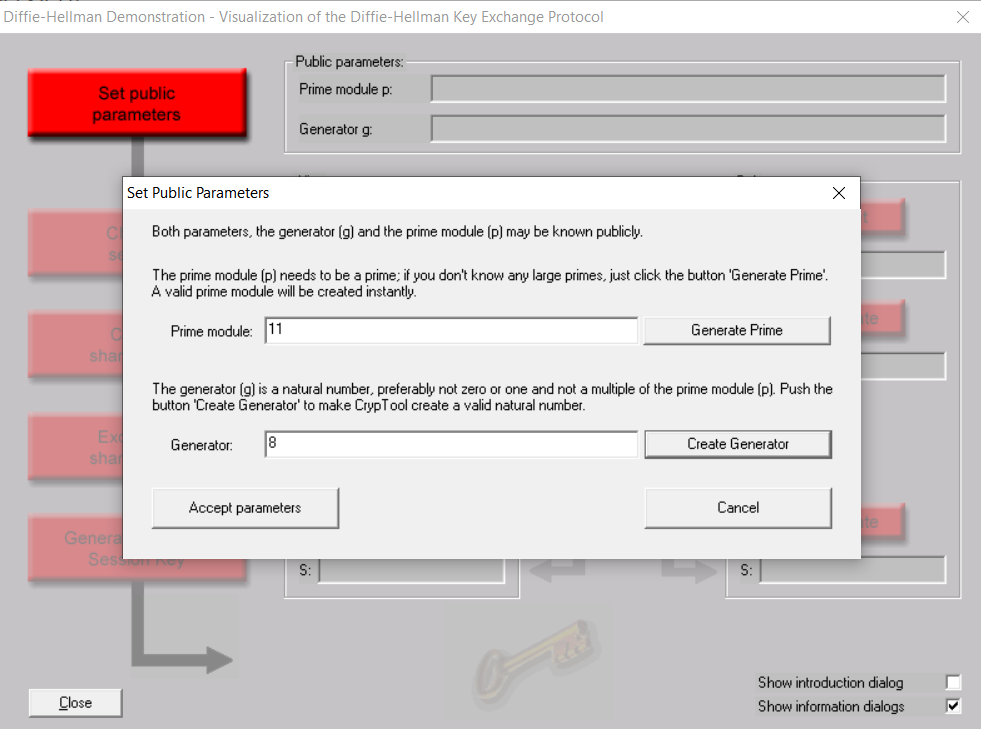 Diffie-Hellman Demonstration - Visualization of the Diffie-Hellman Key Exchange Protocol
Set public
parameters
Public parameters:
Prime module p:
Generator g:
Set Public Parameters
Both parameters, the generator (g) and the prime module (p) may be known publicly.
The prime module (p) needs to be a prime; if you don't know any large primes, just click the button 'Generate Prime'.
A valid prime module will be created instantly.
Prime module:
11
Generate Prime
The generator (g) is a natural number, preferably not zero or one and not a multiple of the prime module (p). Push the
button 'Create Generator' to make CrypTool create a valid natural number.
Generator:
8
Create Generator
Accept parameters
Cancel
Session Key
S:
S:
Show introduction dialog
Show information dialogs
Close